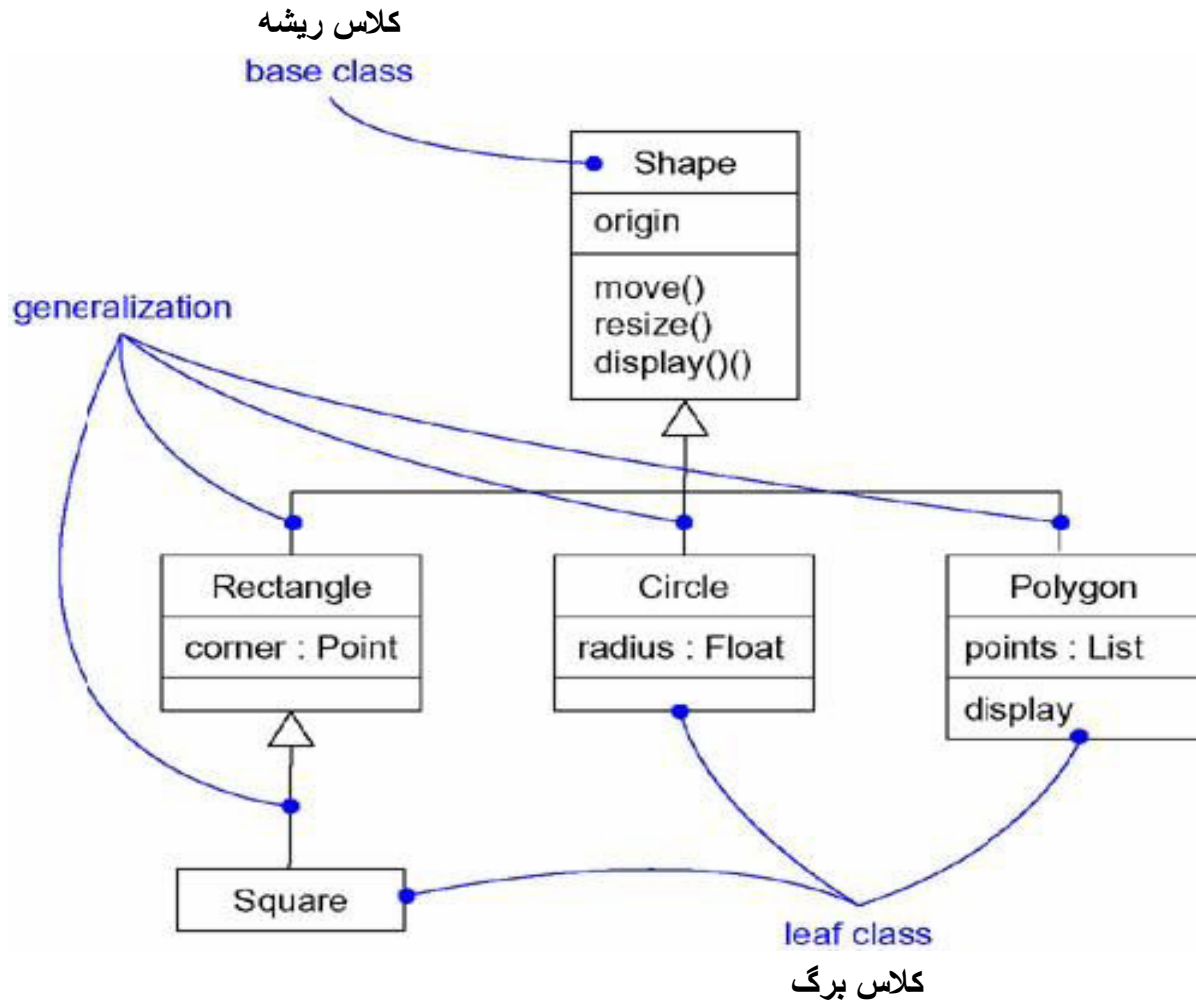 کلاس ریشه
base class
Shape
origin
move()
resize()
display()()
generalization
Rectangle
corner : Point
Circle
radius : Float
Polygon
points : List
display
Square
leaf class
کلاس برگ